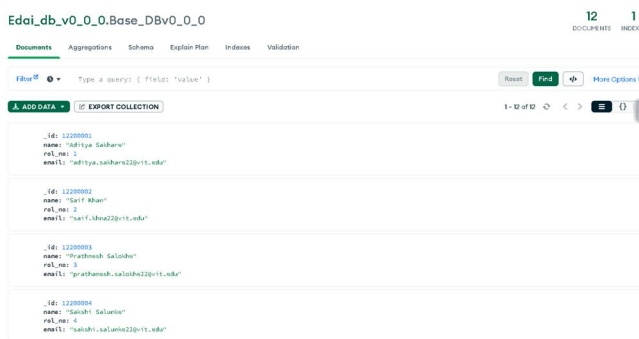 Edai_db_v0_0_0.Base_DBv0_0_0
12
DOCUMENTS
1
INDEX
Documents Aggregations Schema Explain Plan Indexes Validation
Filter Type a query: { field: 'value' } Reset Find </> More Options
ADD DATA EXPORT COLLECTION 1 - 12 of 12 {}
_id: 12200001
name: "Aditya Sakhare"
rol_no: 1
email: "aditya.sakhare22@vit.edu"
_id: 12200002
name: "Saif Khan"
rol_no: 2
email: "saif.khna22@vit.edu"
_id: 12200003
name: "Prathmesh Salokhe"
rol_no: 3
email: "prathamesh.salokhe22@vit.edu"
_id: 12200004
name: "Sakshi Salunke"
rol_no: 4
email: "sakshi.salunke22@vit.edu"